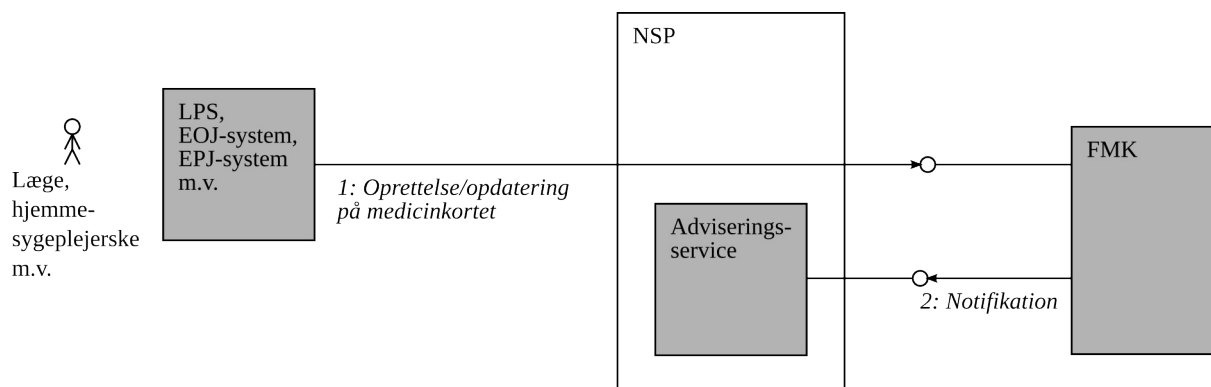 NSP
LPS,
EOJ-system,
EPJ-system
m.v.
FMK
Læge,
hjemme-
sygeplejerske
m.v.
1: Oprettelse/opdatering
på medicinkortet
Adviserings-
service
2: Notifikation